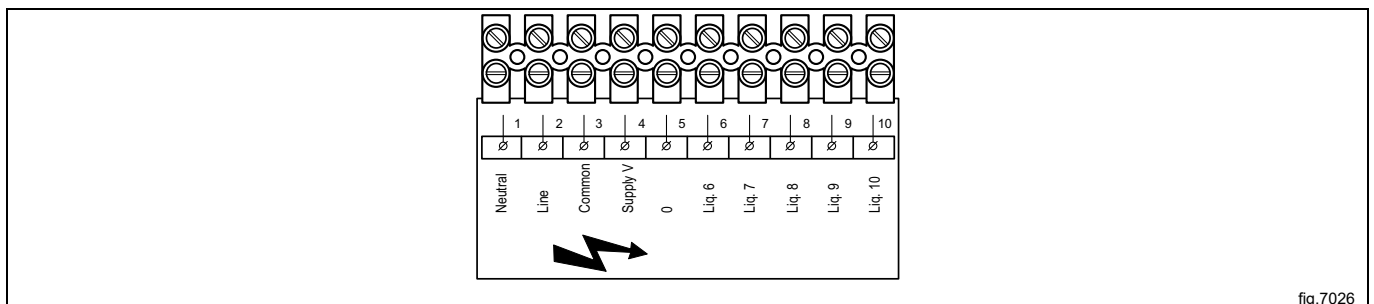 1 2 3 4 5 6 7 8 9 10
Neutral
Line
Common
Supply V
0
Liq. 6
Liq. 7
Liq. 8
Liq. 9
Liq. 10
fig.7026